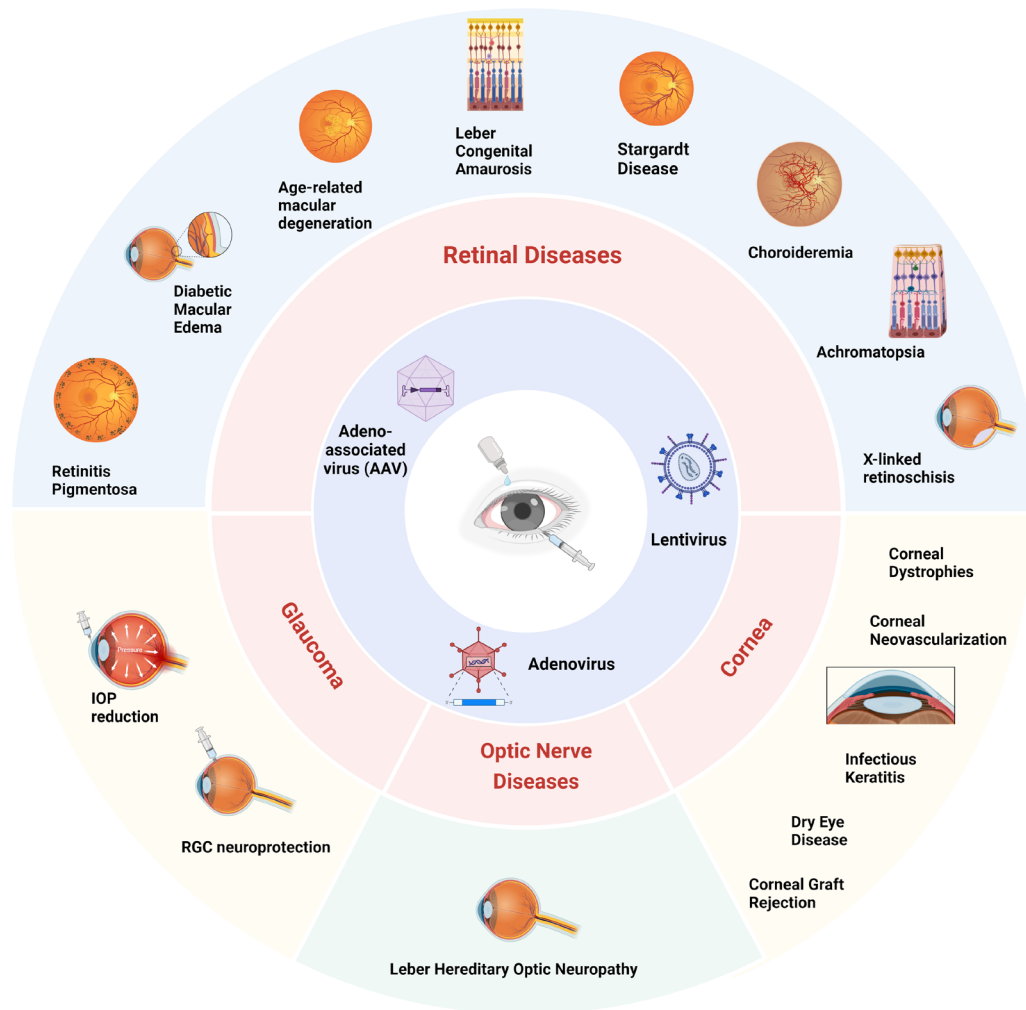 Leber
Congenital
Amaurosis
Stargardt
Disease
Age-related
macular
degeneration
Choroideremia
Retinal Diseases
Diabetic
Macular
Edema
Achromatopsia
Adeno-
associated
virus (AAV)
Retinitis
Pigmentosa
X-linked
retinoschisis
Lentivirus
Corneal
Dystrophies
Corneal
Neovascularization
Glaucoma
Cornea
Pressure
Adenovirus
IOP
reduction
Optic Nerve
Diseases
Infectious
Keratitis
RGC neuroprotection
Dry Eye
Disease
Corneal Graft
Rejection
Leber Hereditary Optic Neuropathy